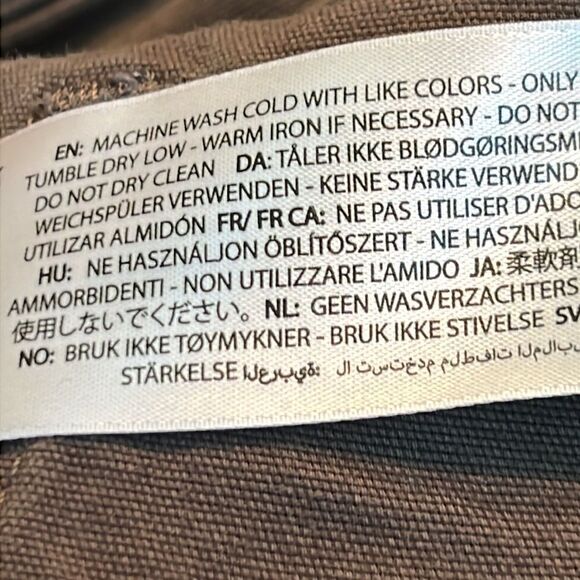 EN: MACHINE WASH COLD WITH LIKE COLORS - ONLY
TUMBLE DRY LOW - WARM IRON IF NECESSARY - DO NOT
DO NOT DRY CLEAN DA: TÅLER IKKE BLØDGØRINGSMI
WEICHSPÜLER VERWENDEN - KEINE STÄRKE VERWEND
UTILIZAR ALMIDÓN FR/ FR CA: NE PAS UTILISER D'ADO
HU: NE HASZNÁLJON ÖBLÍTŐSZERT - NE HASZNÁLJ
AMMORBIDENTI - NON UTILIZZARE L'AMIDO JA: 柔軟剤
使用しないでください。 NL: GEEN WASVERZACHTERS
NO: BRUK IKKE TØYMYKNER - BRUK IKKE STIVELSE SV
STÄRKELSE العربية: لا تستخدم ملطفات الملاب